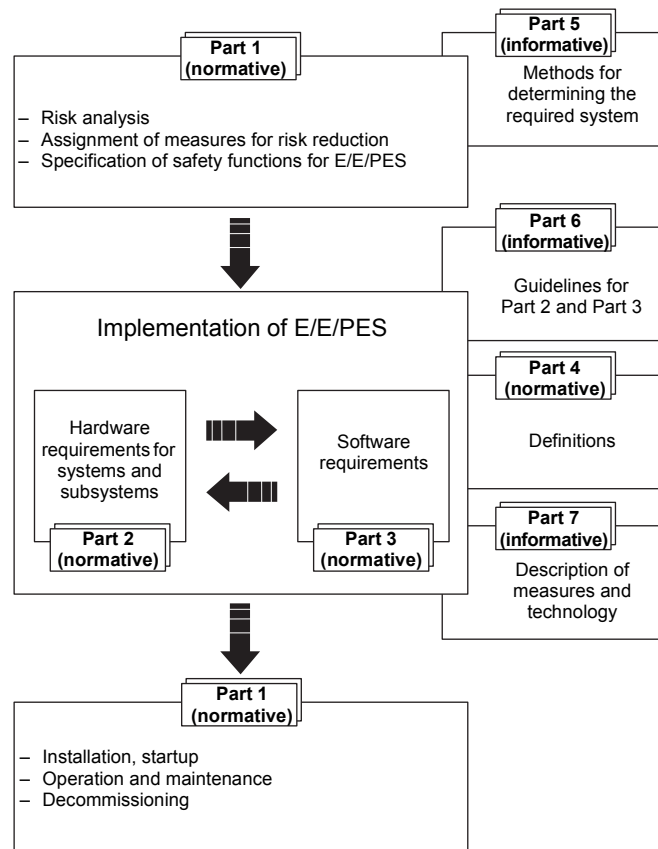 Part 1
(normative)
– Risk analysis
– Assignment of measures for risk reduction
– Specification of safety functions for E/E/PES
Part 5
(informative)
Methods for
determining the
required system
Part 6
(informative)
Guidelines for
Part 2 and Part 3
Implementation of E/E/PES
Hardware
requirements for
systems and
subsystems
Part 2
(normative)
Software
requirements
Part 3
(normative)
Part 4
(normative)
Definitions
Part 7
(informative)
Description of
measures and
technology
Part 1
(normative)
– Installation, startup
– Operation and maintenance
– Decommissioning